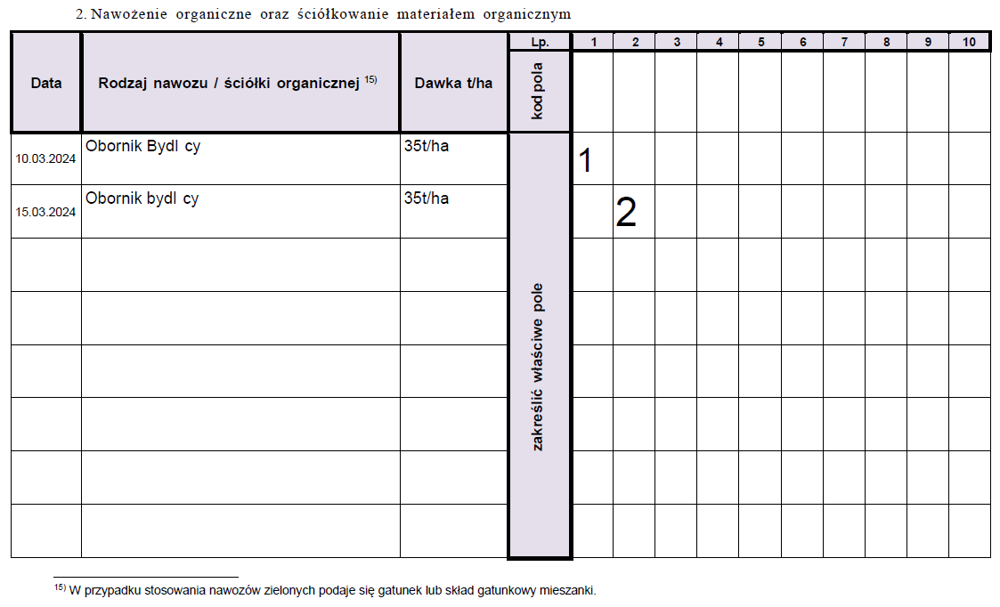 2. Nawożenie organiczne oraz ściółkowanie materiałem organicznym
Data
Rodzaj nawozu / ściółki organicznej 15)
Dawka t/ha
Lp.
1 2 3 4 5 6 7 8 9 10
kod pola
10.03.2024 Obornik Bydl cy 35t/ha 1
15.03.2024 Obornik bydl cy 35t/ha 2
zakreślić właściwe pole
15) W przypadku stosowania nawozów zielonych podaje się gatunek lub skład gatunkowy mieszanki.